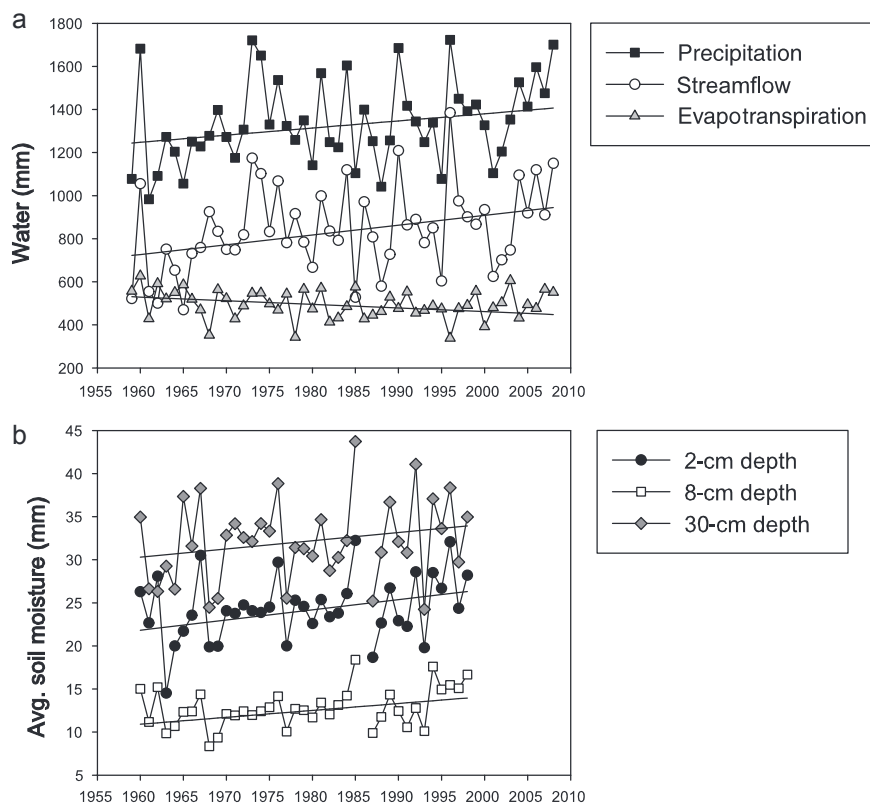 a
1800
1600
1400
1200
1000
800
600
400
200
Water (mm)
1955 1960 1965 1970 1975 1980 1985 1990 1995 2000 2005 2010
Precipitation
Streamflow
Evapotranspiration
b
45
40
35
30
25
20
15
10
5
Avg. soil moisture (mm)
1955 1960 1965 1970 1975 1980 1985 1990 1995 2000 2005 2010
2-cm depth
8-cm depth
30-cm depth